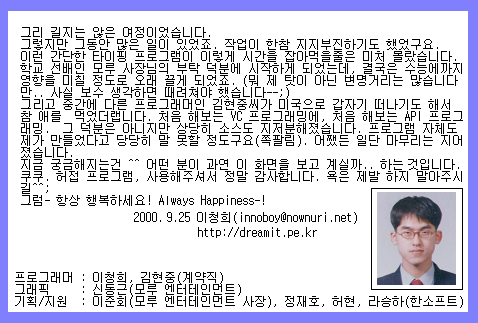 그리 길지는 않은 여정이었습니다.
그렇지만 그동안 많은 일이 있었죠. 작업이 한참 지지부진하기도 했었구요.
이런 간단한 타이핑 프로그램이 이렇게 시간을 잡아먹을줄은 미처 몰랐습니다.
학교 선배인 모루 사장님의 부탁 덕분에 시작하게 되었는데, 결국은 수능에까지
영향을 미칠 정도로 오래 끌게 되었죠. (뭐 제 탓이 아닌 변명거리는 많습니다
만.. 사실 보수 생각하면 때려쳐야 했습니다--;)
그리고 중간에 다른 프로그래머인 김현중씨가 미국으로 갑자기 떠나기도 해서
참 애를  먹었더랩니다. 처음 해보는 VC 프로그래밍에, 처음 해보는 API 프로그
래밍.  그 덕분은 아니지만 상당히 소스도 지저분해졌습니다. 프로그램 자체도
제가 만들었다고 당당히 말 못할 정도구요(쪽팔림). 어쨌든 일단 마무리는 지어
졌습니다.
지금 궁금해지는건 ^^ 어떤 분이 과연 이 화면을 보고 계실까.. 하는 것입니다.
쿠쿠. 허접 프로그램, 사용해주셔서 정말 감사합니다. 욕은 제발 하지 말아주시
길^^;
그럼- 항상 행복하세요! Always Happiness-!
2000. 9.25 이청희(innoboy@nownuri.net)
http://dreamit.pe.kr
프로그래머 : 이청희, 김현중(계약직)
그래픽 : 신동근(모루 엔터테인먼트)
기획/지원 : 이준회(모루 엔터테인먼트 사장), 정재호, 허현, 라승하(한소프트)